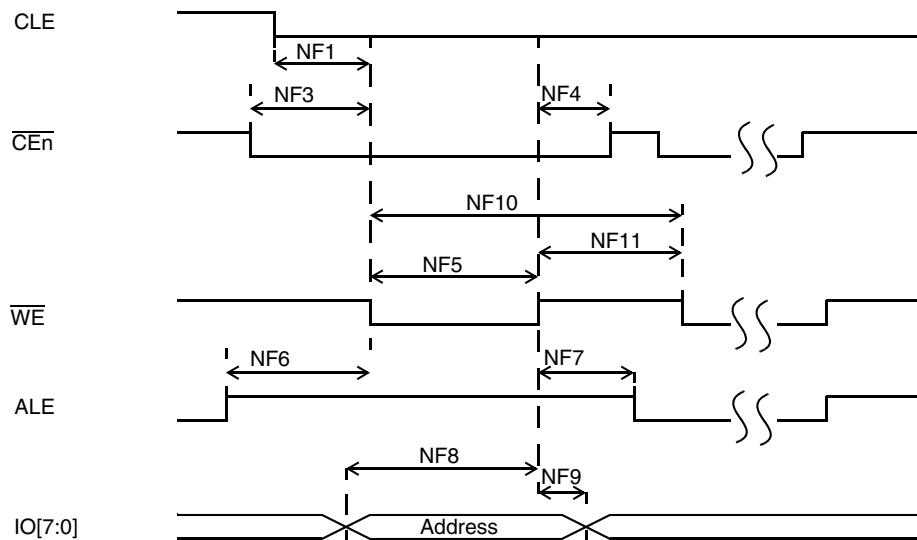 CLE
NF1
NF3
NF4
CEn
NF10
NF11
NF5
WE
NF6
NF7
ALE
NF8
NF9
IO[7:0]
Address